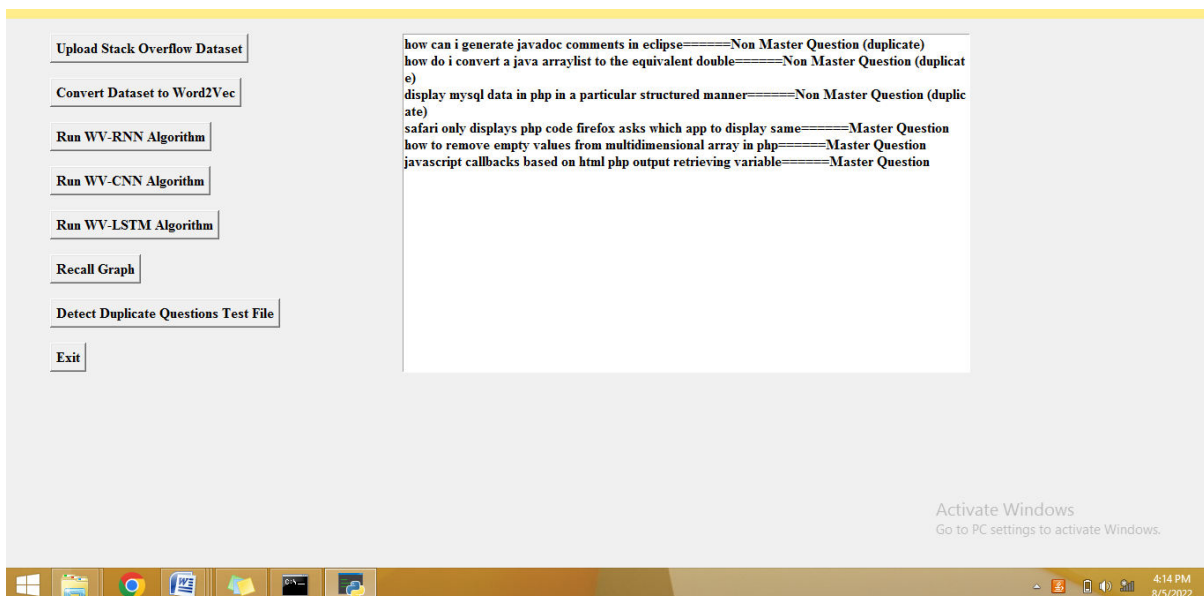 Upload Stack Overflow Dataset
Convert Dataset to Word2Vec
Run WV-RNN Algorithm
Run WV-CNN Algorithm
Run WV-LSTM Algorithm
Recall Graph
Detect Duplicate Questions Test File
Exit
how can i generate javadoc comments in eclipse======Non Master Question (duplicate)
how do i convert a java arraylist to the equivalent double======Non Master Question (duplicat
e)
display mysql data in php in a particular structured manner======Non Master Question (duplic
ate)
safari only displays php code firefox asks which app to display same======Master Question
how to remove empty values from multidimensional array in php======Master Question
javascript callbacks based on html php output retrieving variable======Master Question
Activate Windows
Go to PC settings to activate Windows.
4:14 PM
8/5/2022